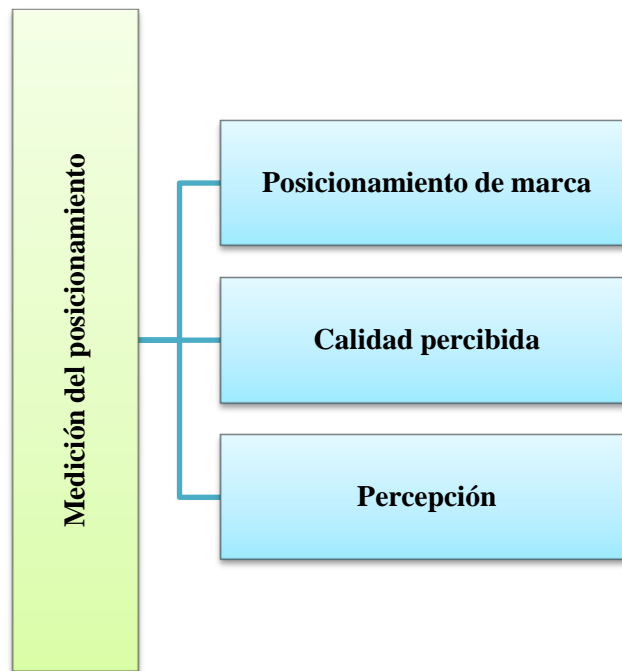 Medición del posicionamiento
Posicionamiento de marca
Calidad percibida
Percepción